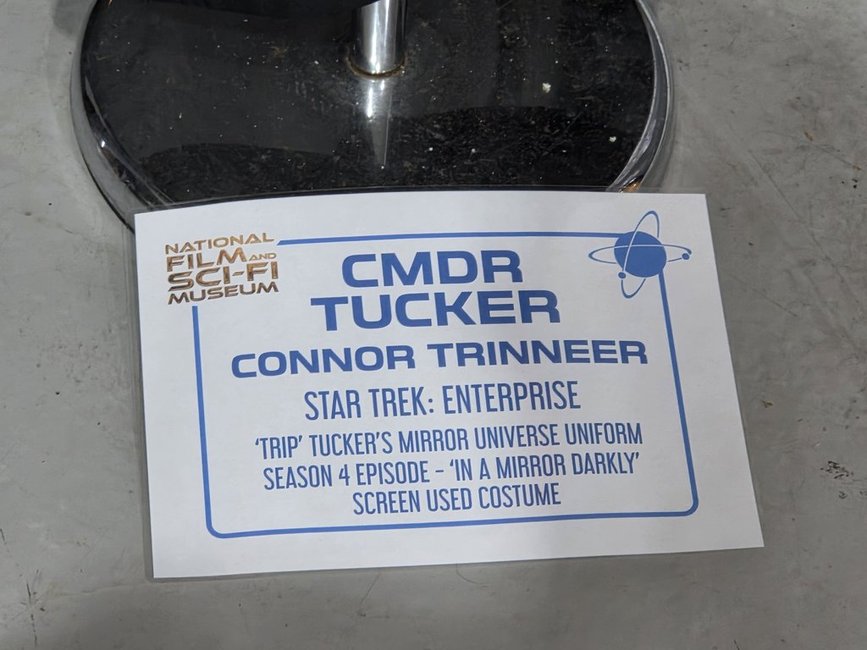 NATIONAL
FILM AND
SCI-FI
MUSEUM
CMDR
TUCKER
CONNOR TRINNEER
STAR TREK: ENTERPRISE
‘TRIP’ TUCKER’S MIRROR UNIVERSE UNIFORM
SEASON 4 EPISODE – ‘IN A MIRROR DARKLY’
SCREEN USED COSTUME